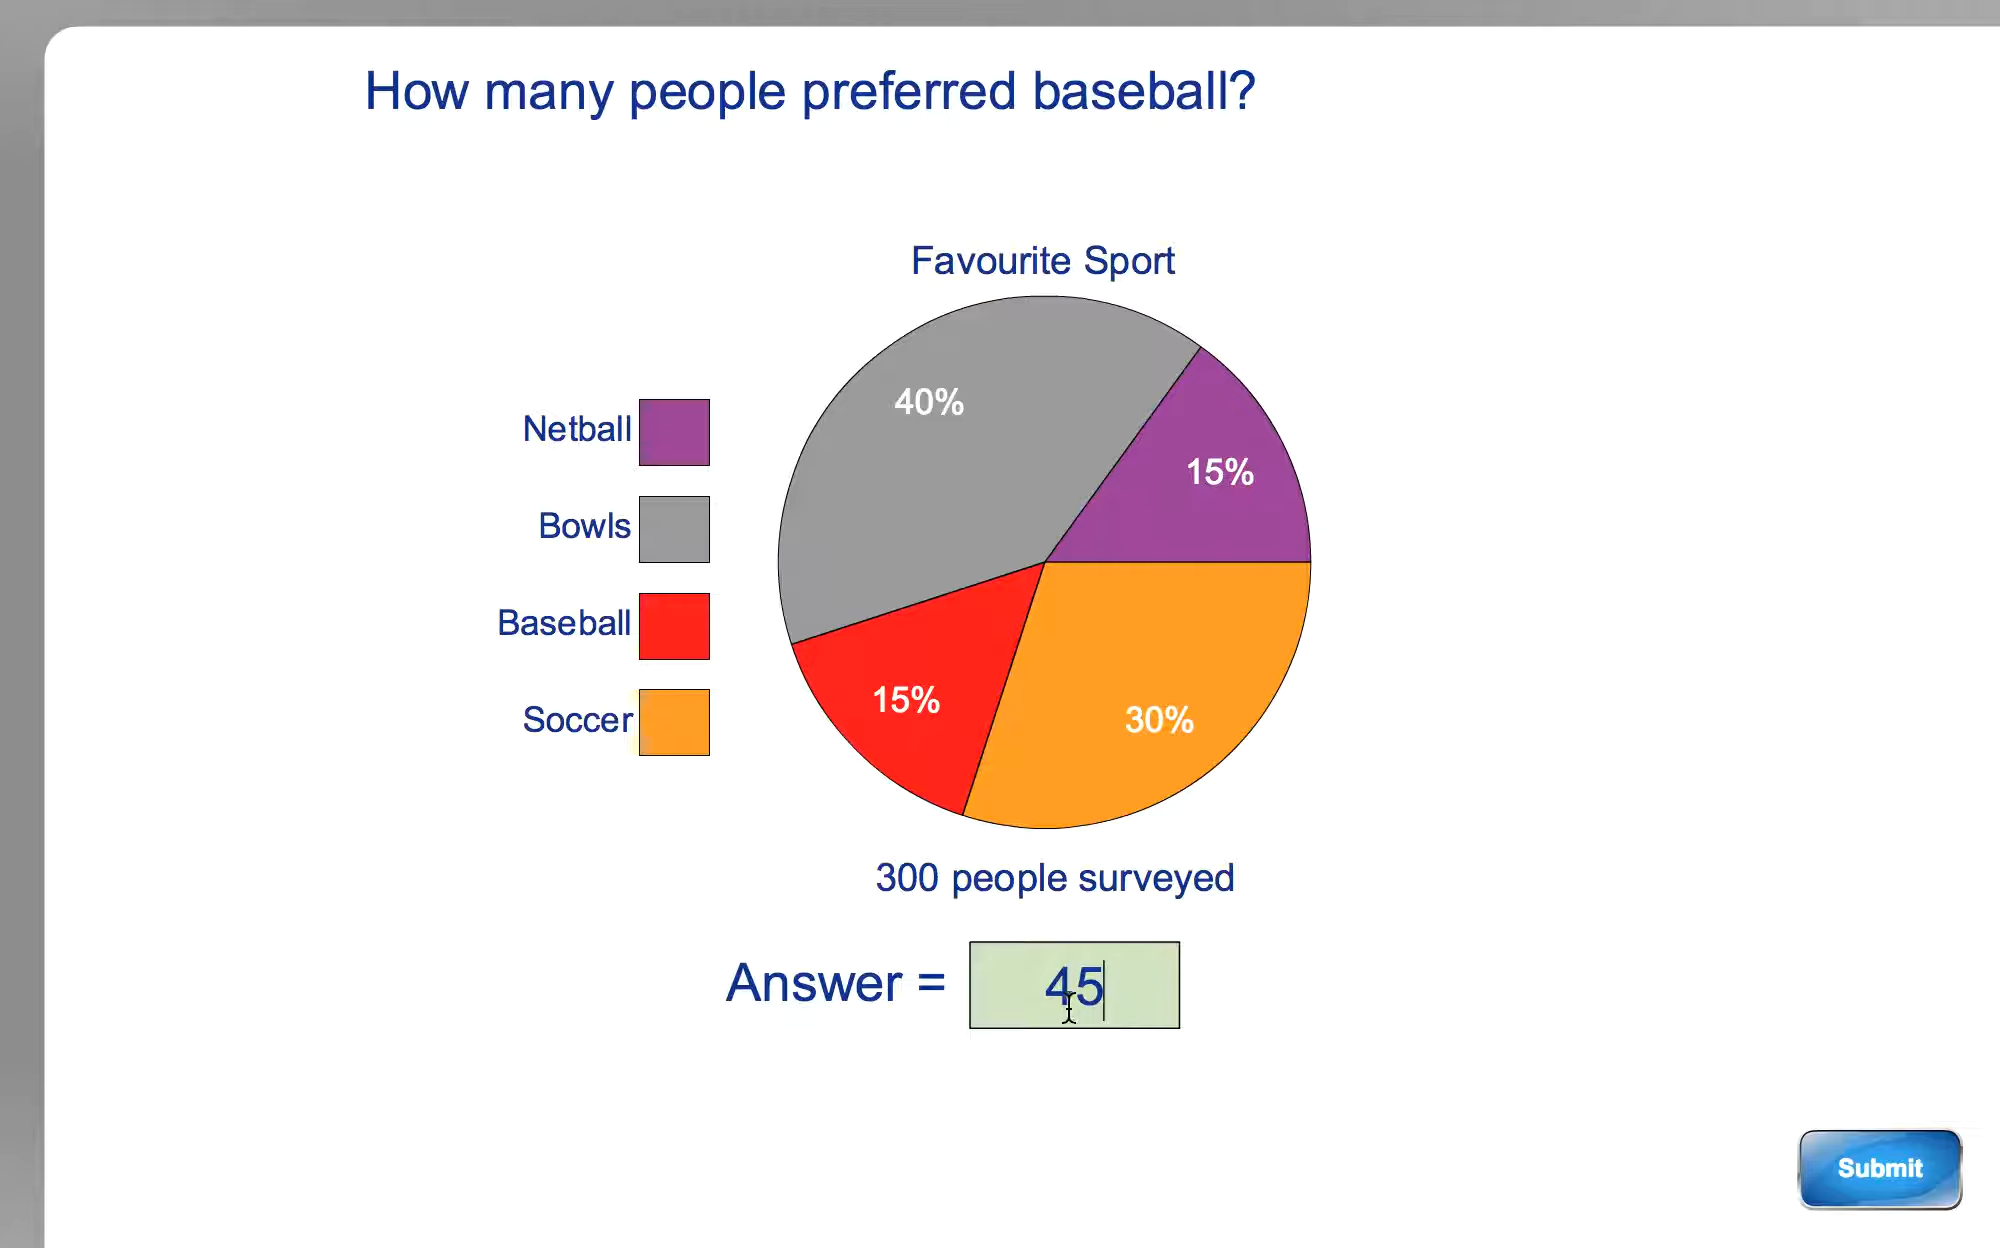 How many people preferred baseball?
Favourite Sport
40%
Netball
15%
Bowls
Baseball
15%
Soccer
30%
300 people surveyed
Answer = 45
Submit